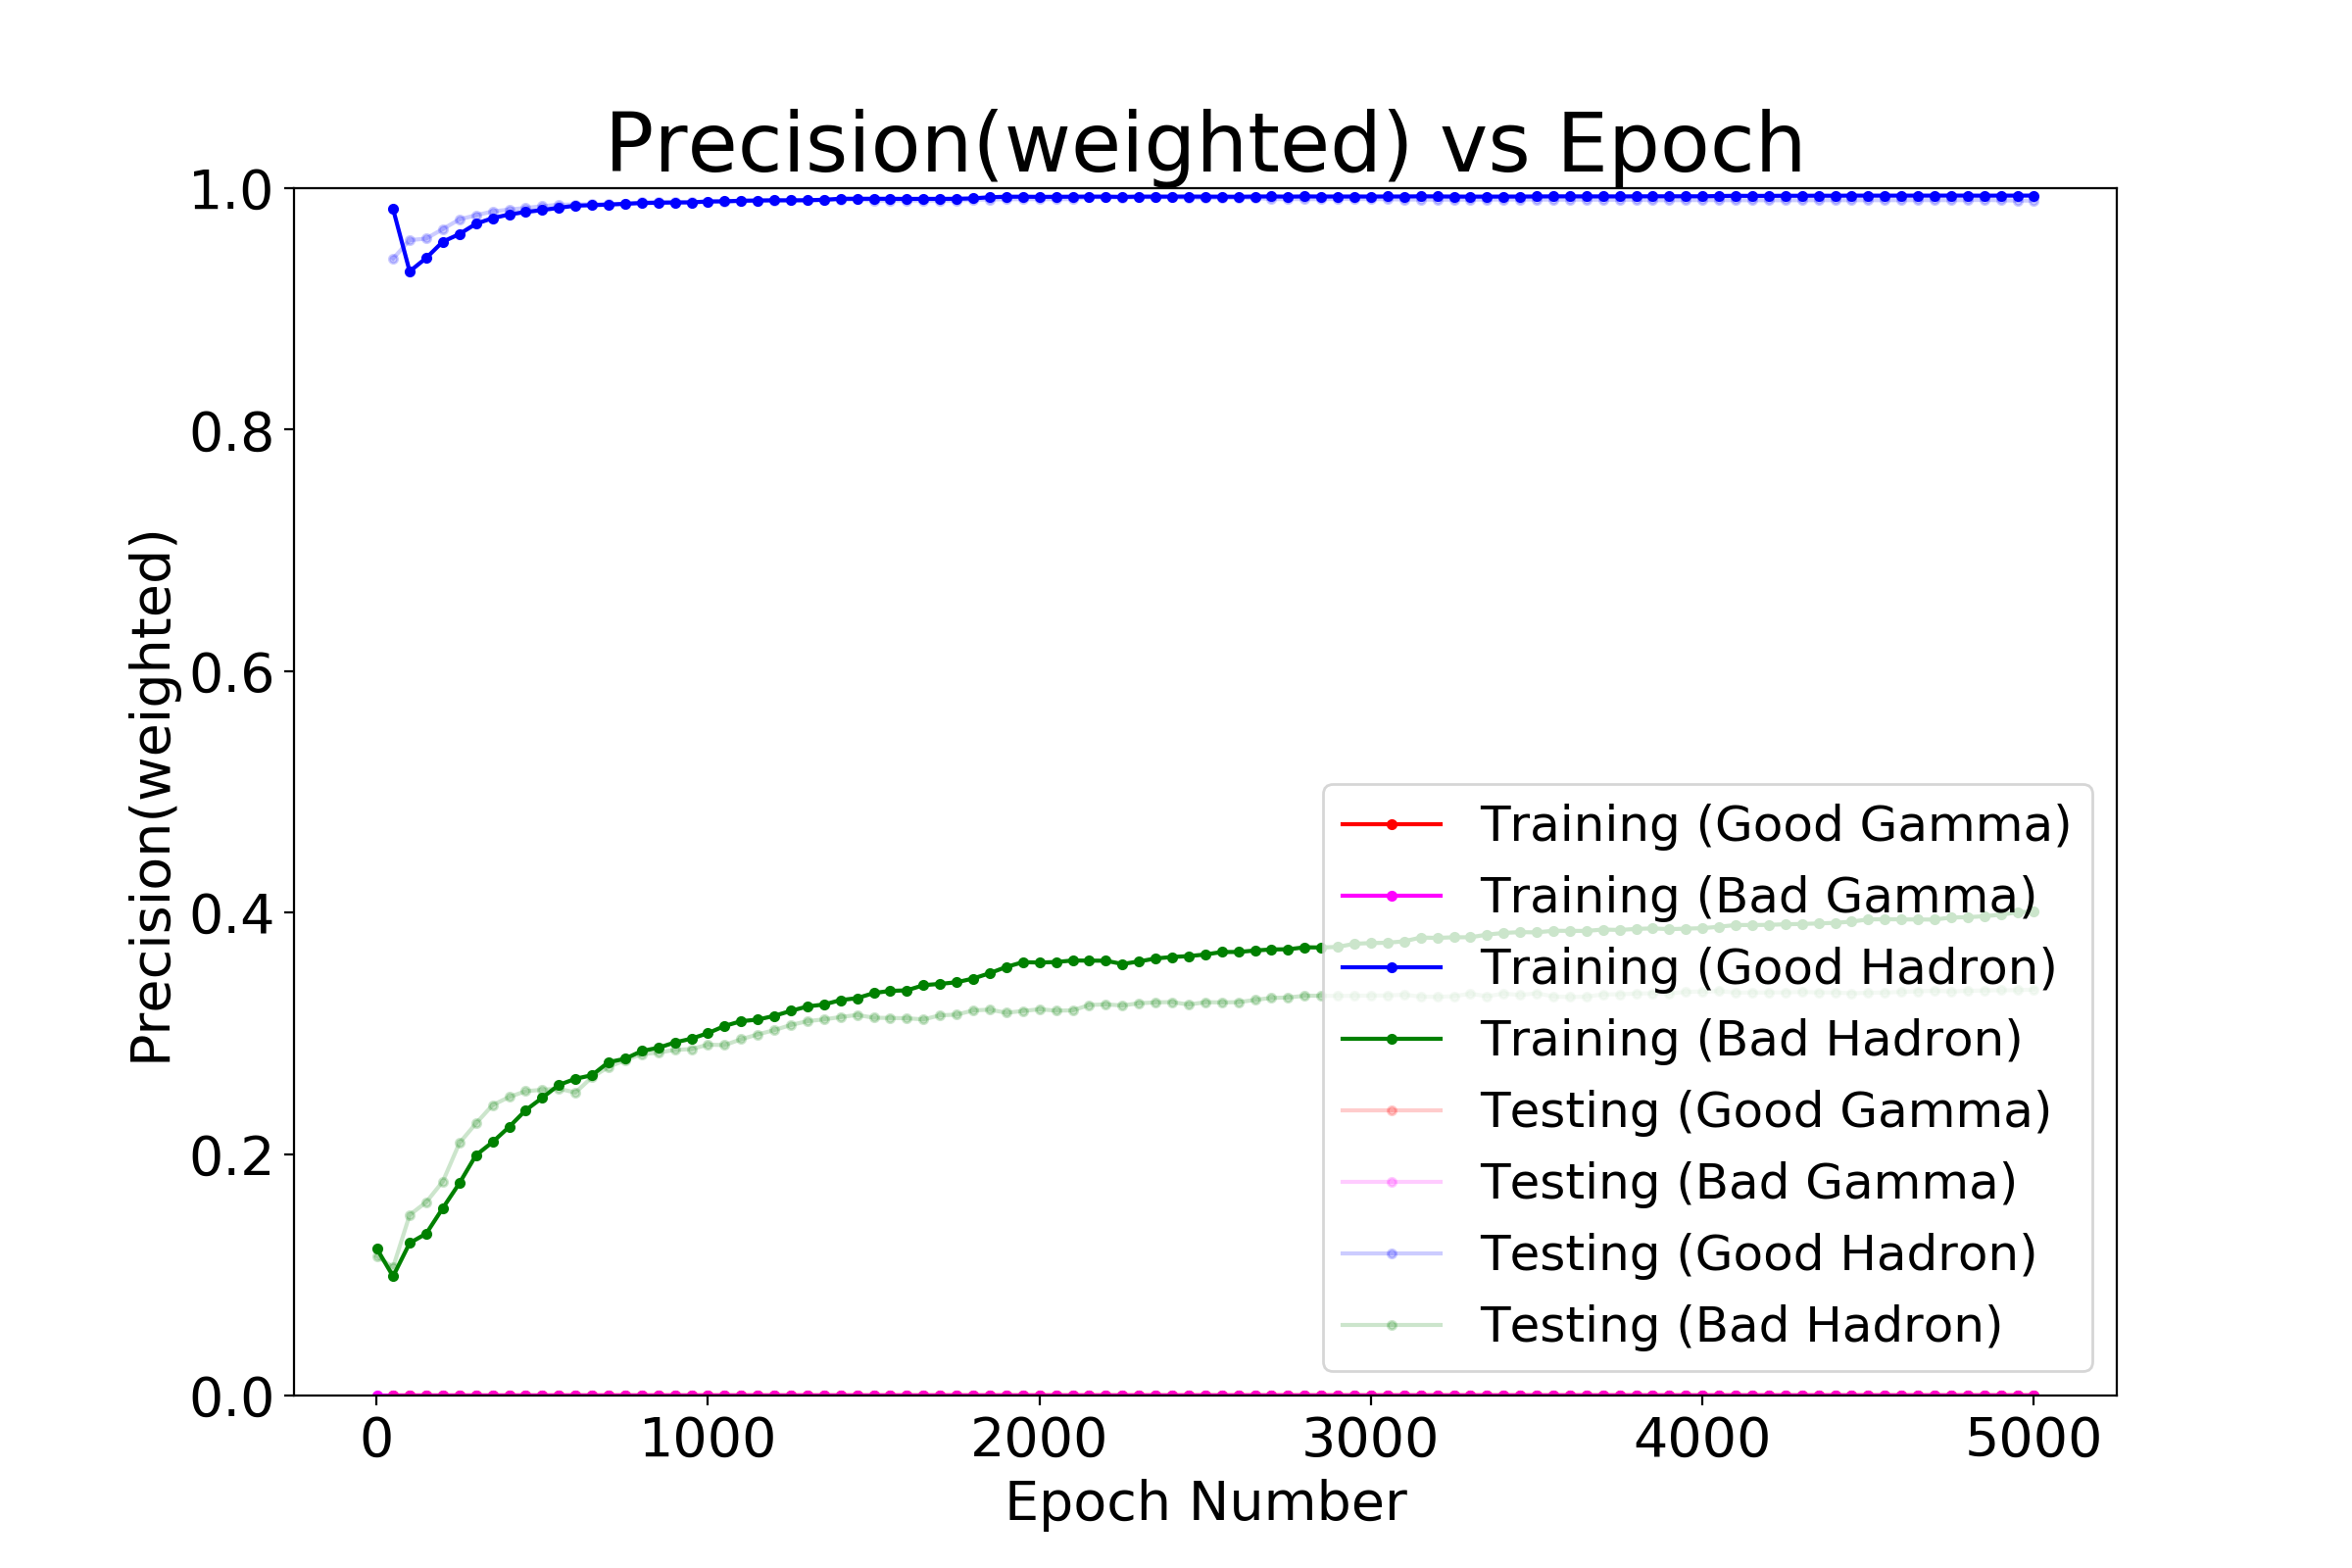 Precision(weighted) vs Epoch
Precision(weighted)
1.0
0.8
0.6
0.4
0.2
0.0
Training (Good Gamma)
Training (Bad Gamma)
Training (Good Hadron)
Training (Bad Hadron)
Testing (Good Gamma)
Testing (Bad Gamma)
Testing (Good Hadron)
Testing (Bad Hadron)
0 1000 2000 3000 4000 5000
Epoch Number